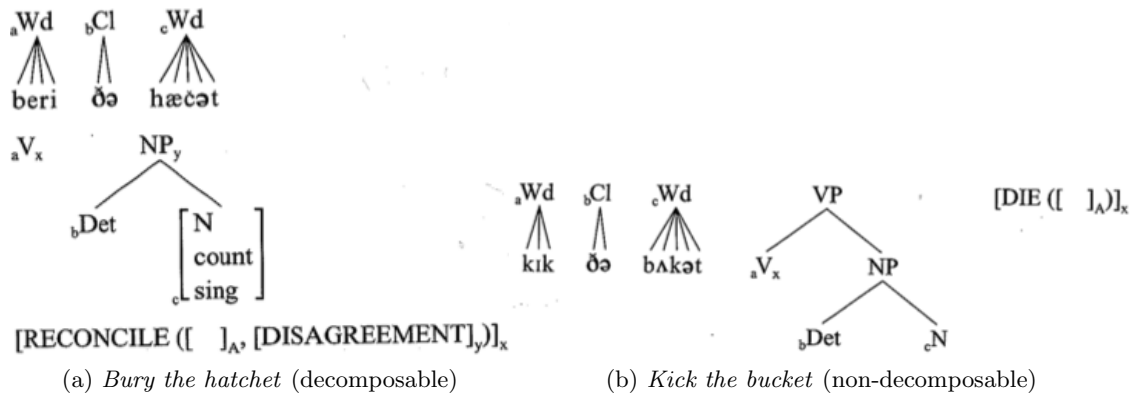 aWd bCl cWd
beri ðə hæčət
aVx NPy
bDet c[N
count
sing]
[RECONCILE ([ ]A, [DISAGREEMENT]y)]x
(a) Bury the hatchet (decomposable)
aWd bCl cWd VP [DIE ([ ]A)]x
kɪk ðə bʌkət aVx NP
bDet cN
(b) Kick the bucket (non-decomposable)